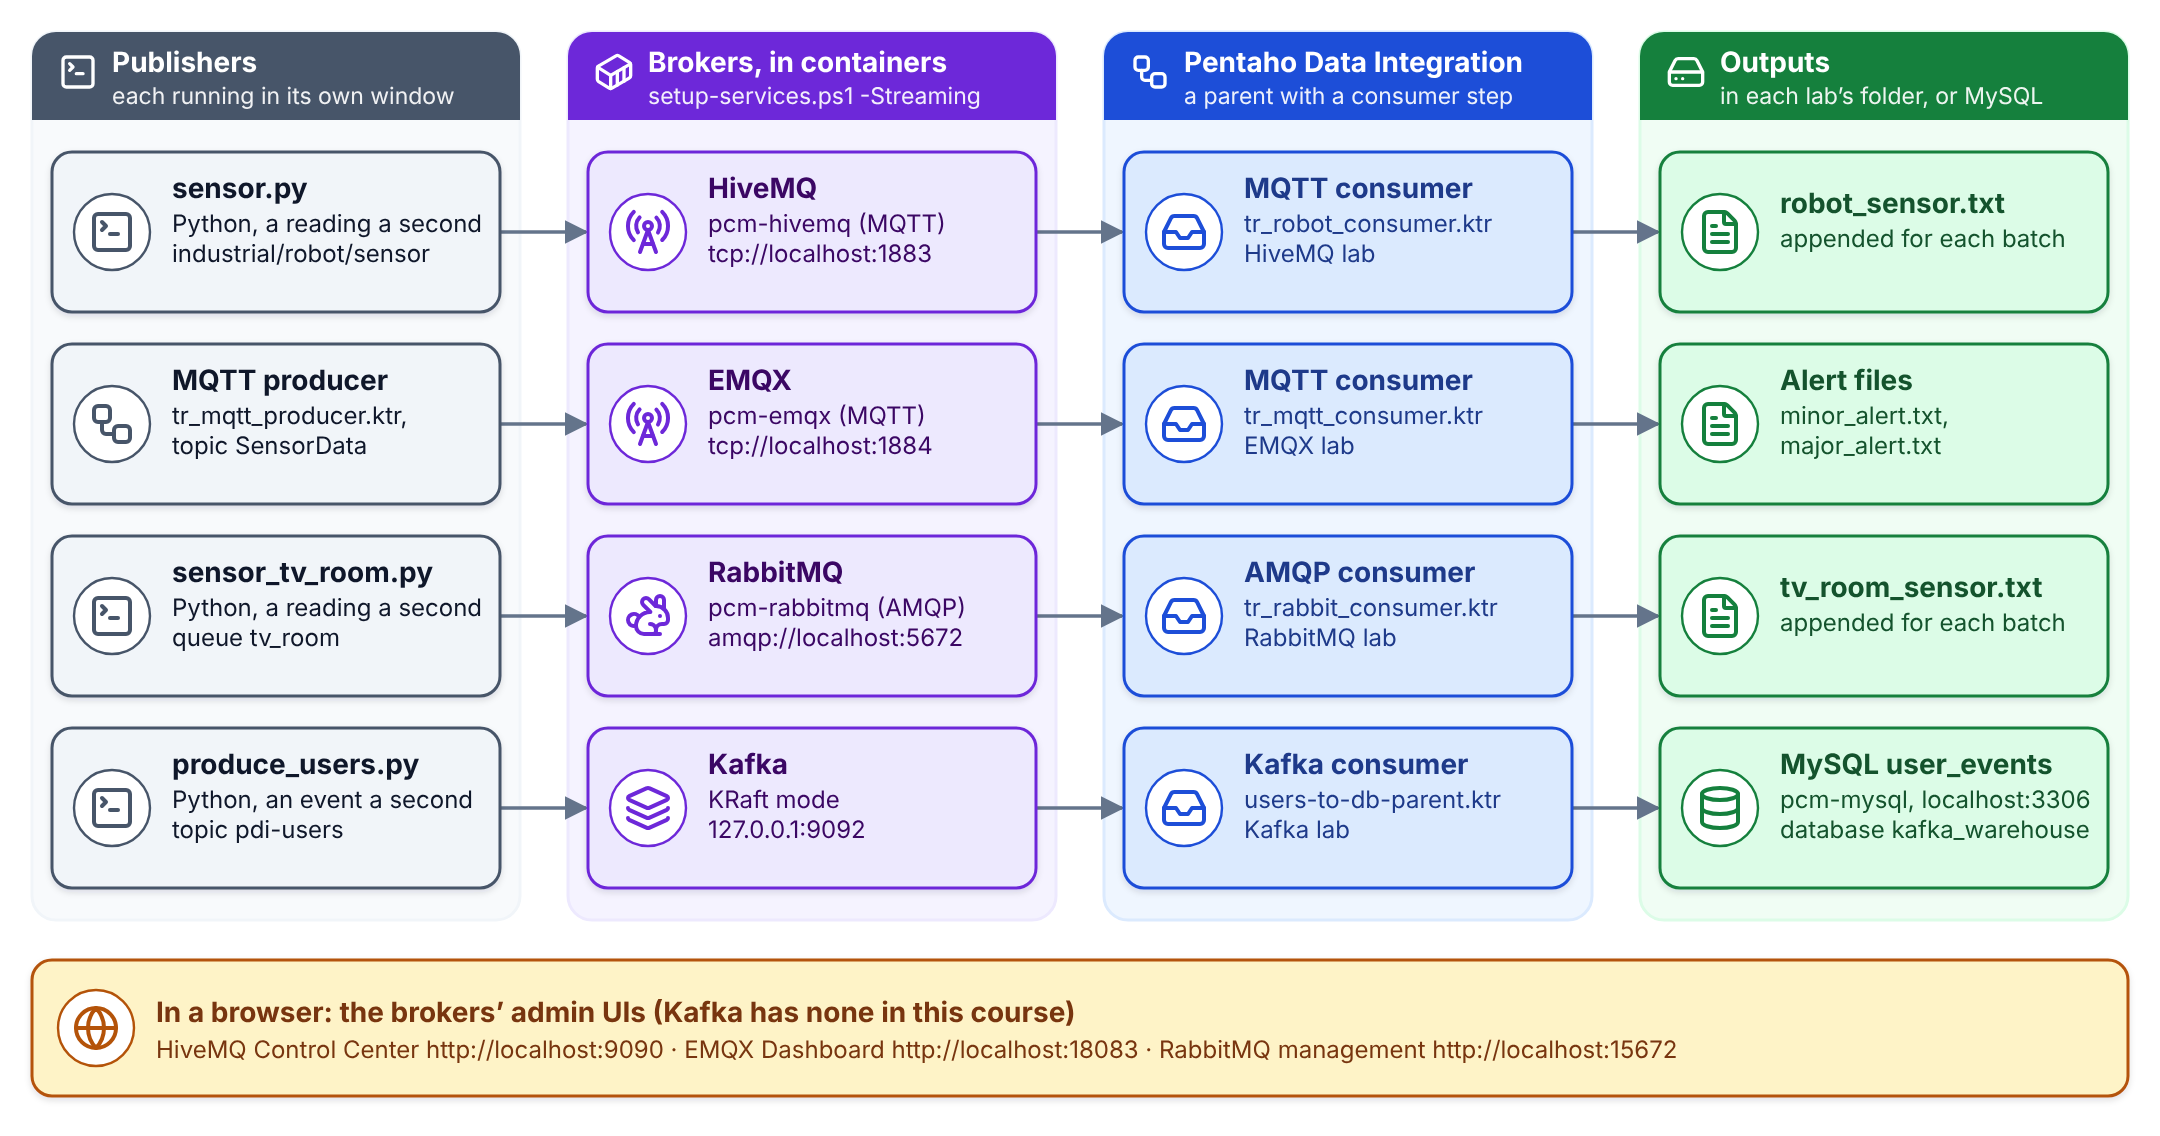 Publishers
each running in its own window
sensor.py
Python, a reading a second
industrial/robot/sensor
MQTT producer
tr_mqtt_producer.ktr,
topic SensorData
sensor_tv_room.py
Python, a reading a second
queue tv_room
produce_users.py
Python, an event a second
topic pdi-users
Brokers, in containers
setup-services.ps1 -Streaming
HiveMQ
pcm-hivemq (MQTT)
tcp://localhost:1883
EMQX
pcm-emqx (MQTT)
tcp://localhost:1884
RabbitMQ
pcm-rabbitmq (AMQP)
amqp://localhost:5672
Kafka
KRaft mode
127.0.0.1:9092
Pentaho Data Integration
a parent with a consumer step
MQTT consumer
tr_robot_consumer.ktr
HiveMQ lab
MQTT consumer
tr_mqtt_consumer.ktr
EMQX lab
AMQP consumer
tr_rabbit_consumer.ktr
RabbitMQ lab
Kafka consumer
users-to-db-parent.ktr
Kafka lab
Outputs
in each lab’s folder, or MySQL
robot_sensor.txt
appended for each batch
Alert files
minor_alert.txt,
major_alert.txt
tv_room_sensor.txt
appended for each batch
MySQL user_events
pcm-mysql, localhost:3306
database kafka_warehouse
In a browser: the brokers’ admin UIs (Kafka has none in this course)
HiveMQ Control Center http://localhost:9090 · EMQX Dashboard http://localhost:18083 · RabbitMQ management http://localhost:15672